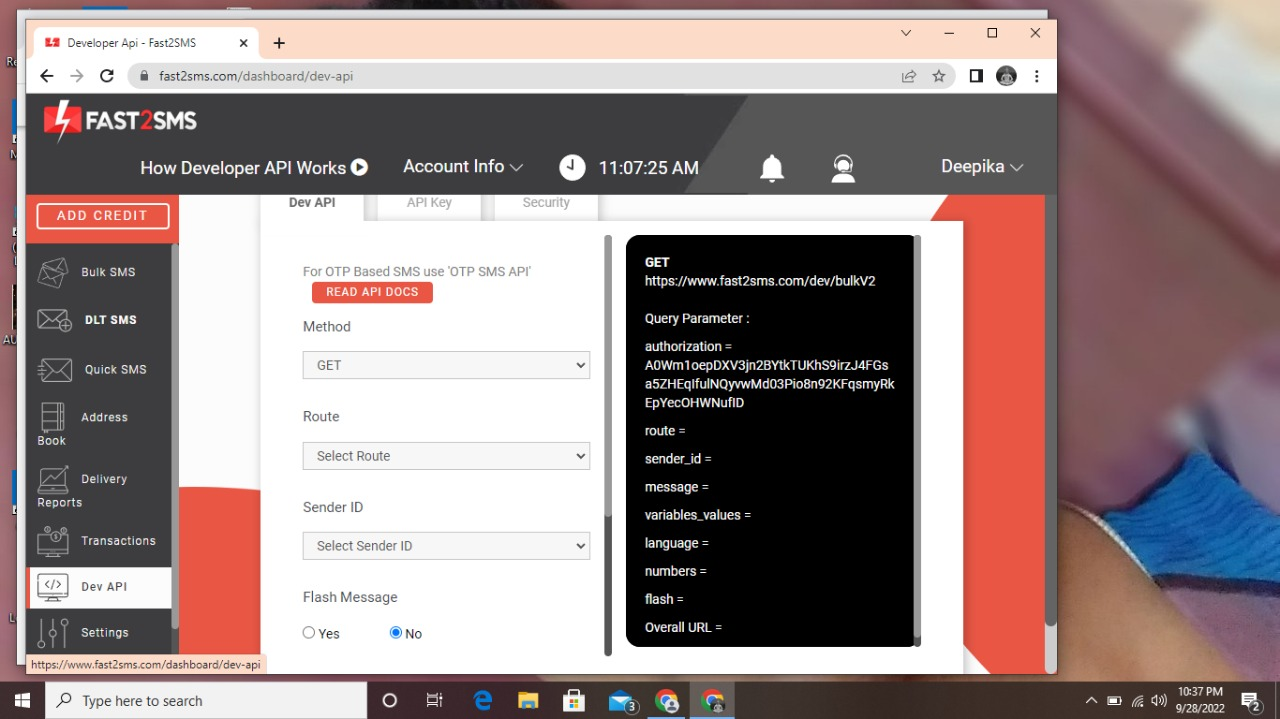 Developer Api - Fast2SMS
fast2sms.com/dashboard/dev-api
FAST2SMS
How Developer API Works
Account Info
11:07:25 AM
Deepika
ADD CREDIT
Bulk SMS
DLT SMS
Quick SMS
Address
Book
Delivery
Reports
Transactions
Dev API
Settings
https://www.fast2sms.com/dashboard/dev-api
Dev API
API Key
Security
For OTP Based SMS use 'OTP SMS API'
READ API DOCS
Method
GET
Route
Select Route
Sender ID
Select Sender ID
Flash Message
Yes
No
GET
https://www.fast2sms.com/dev/bulkV2
Query Parameter :
authorization =
A0Wm1oepDXV3jn2BYtkTUKhS9irzJ4FGs
a5ZHEqIfulNQyvwMd03Pio8n92KFqsmyRk
EpYecOHWNufID
route =
sender_id =
message =
variables_values =
language =
numbers =
flash =
Overall URL =
Type here to search
3
10:37 PM
9/28/2022
2